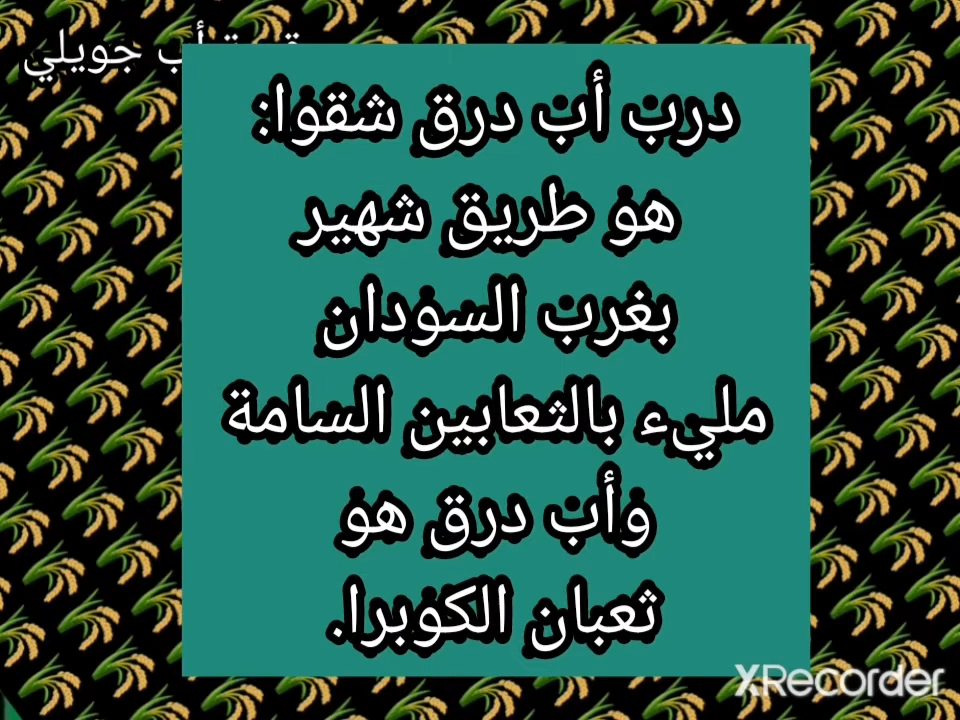 أب جويلي
درب أب درق شقوا:
هو طريق شهير
بغرب السودان
مليء بالثعابين السامة
وأب درق هو
ثعبان الكوبرا.
XRecorder